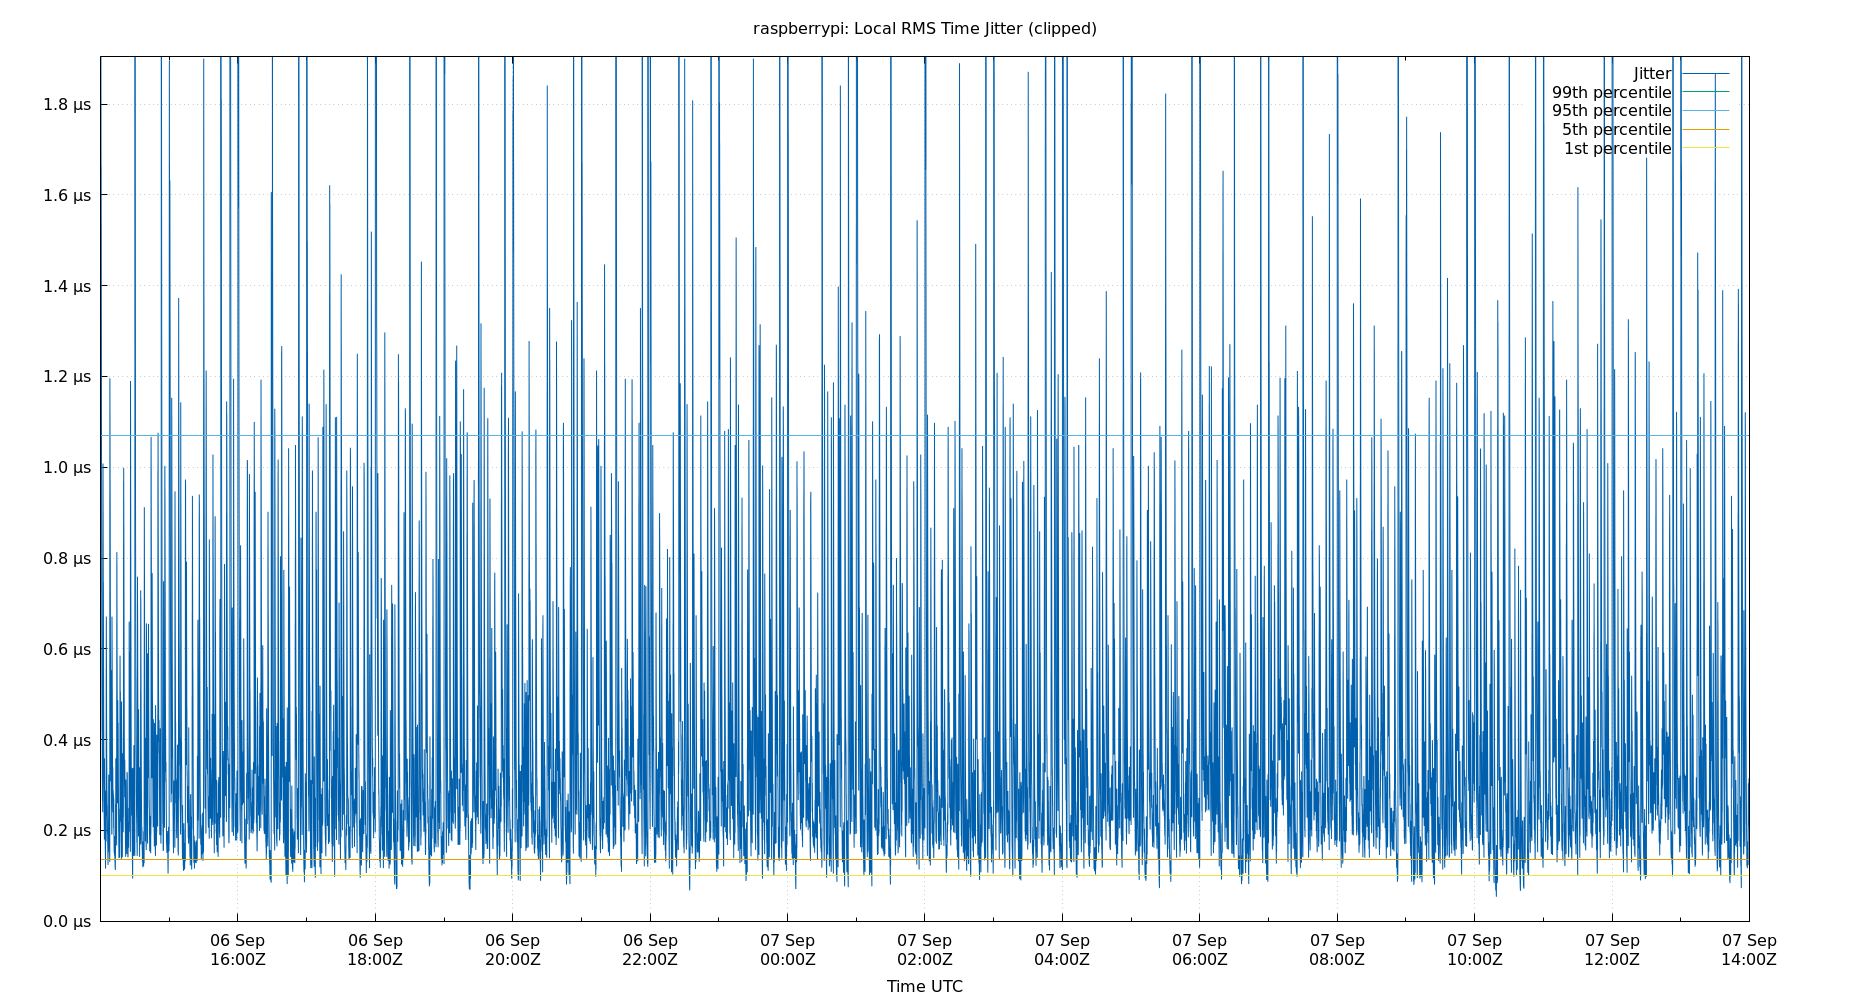 raspberrypi: Local RMS Time Jitter (clipped)
Jitter
99th percentile
95th percentile
5th percentile
1st percentile
1.8 µs
1.6 µs
1.4 µs
1.2 µs
1.0 µs
0.8 µs
0.6 µs
0.4 µs
0.2 µs
0.0 µs
06 Sep 06 Sep 06 Sep 06 Sep 07 Sep 07 Sep 07 Sep 07 Sep 07 Sep 07 Sep 07 Sep 07 Sep
16:00Z 18:00Z 20:00Z 22:00Z 00:00Z 02:00Z 04:00Z 06:00Z 08:00Z 10:00Z 12:00Z 14:00Z
Time UTC